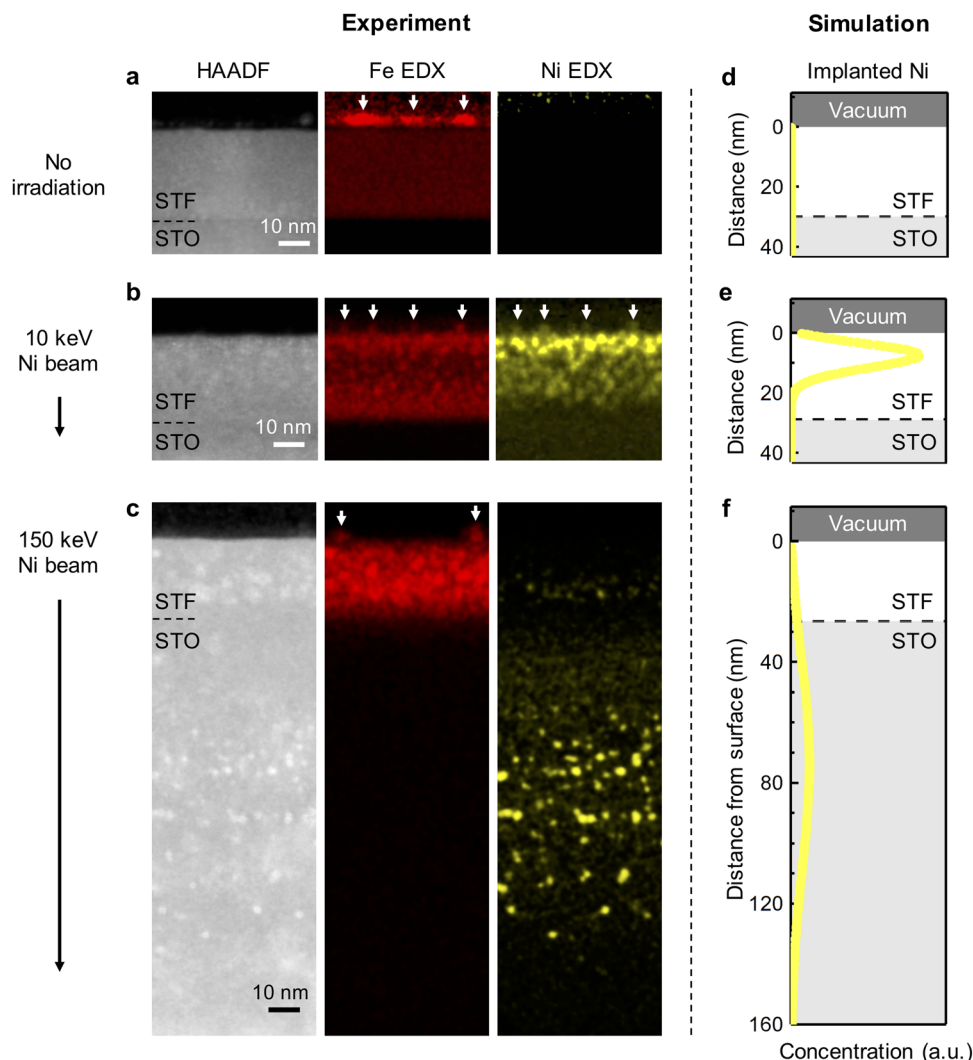 Experiment
Simulation
a
HAADF
Fe EDX
Ni EDX
d
Implanted Ni
No
irradiation
STF
STO
10 nm
Distance (nm)
0
20
40
Vacuum
STF
STO
b
10 keV
Ni beam
STF
STO
10 nm
e
Distance (nm)
0
20
40
Vacuum
STF
STO
c
150 keV
Ni beam
STF
STO
10 nm
f
Distance from surface (nm)
0
40
80
120
160
Vacuum
STF
STO
Concentration (a.u.)